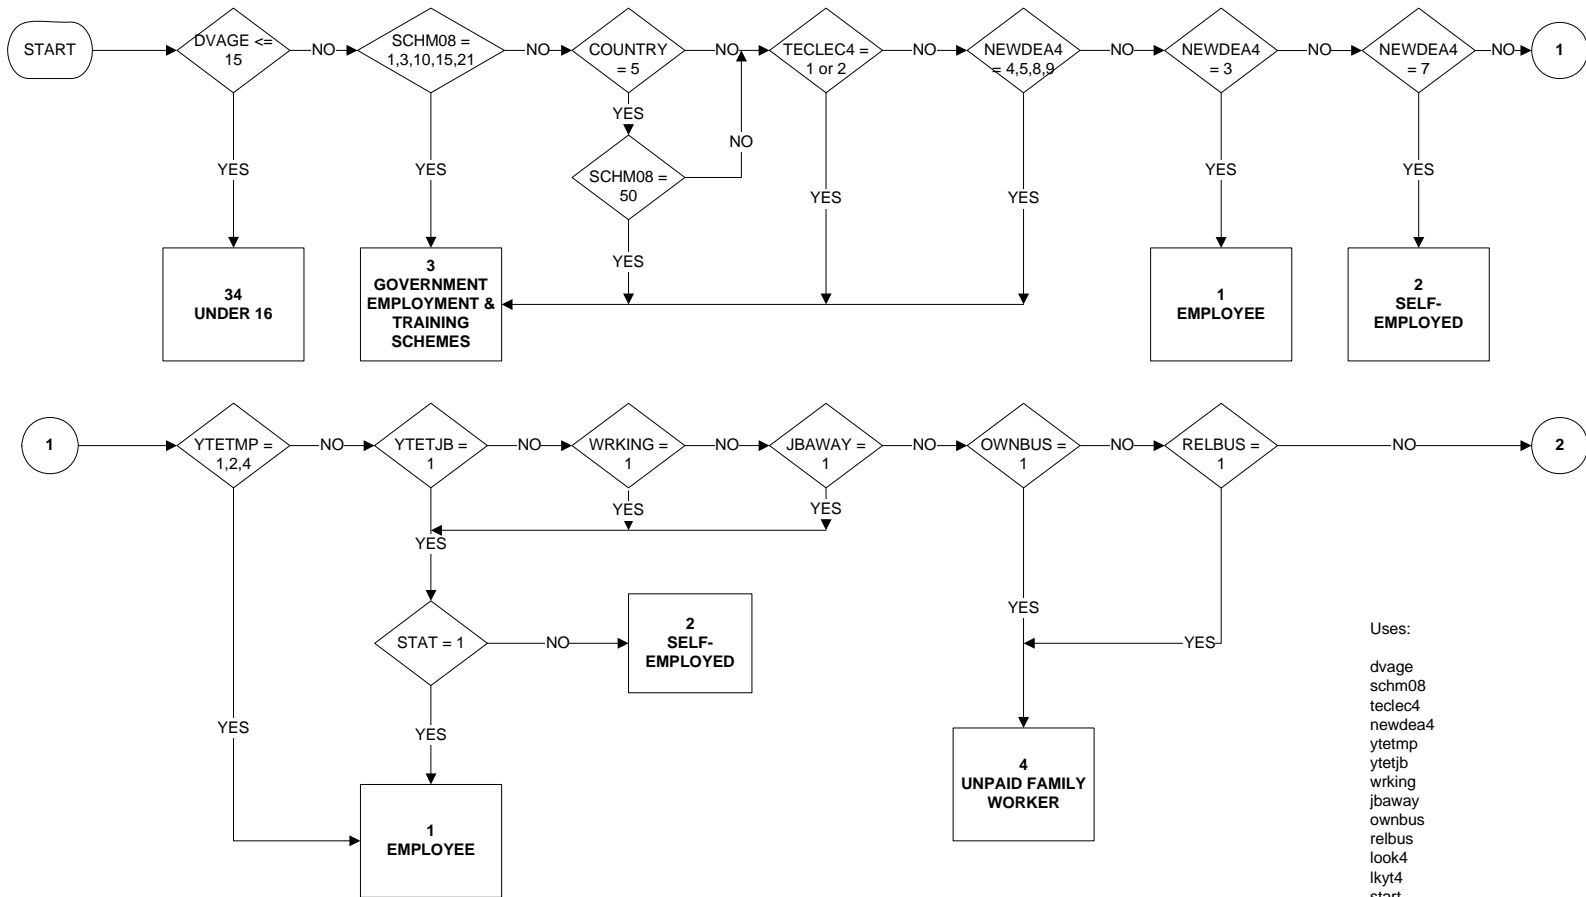 START
DVAGE <=
15
NO
SCHM08 =
1,3,10,15,21
NO
COUNTRY
= 5
NO
TECLEC4 =
1 or 2
NO
NEWDEA4
= 4,5,8,9
NO
NEWDEA4
= 3
NO
NEWDEA4
= 7
NO
1
YES
SCHM08 =
50
NO
YES
YES
YES
YES
YES
YES
YES
34
UNDER 16
3
GOVERNMENT
EMPLOYMENT &
TRAINING
SCHEMES
1
EMPLOYEE
2
SELF-
EMPLOYED
1
YTETMP =
1,2,4
NO
YTETJB =
1
NO
WRKING =
1
NO
JBAWAY =
1
NO
OWNBUS =
1
NO
RELBUS =
1
NO
2
YES
YES
YES
STAT = 1
NO
2
SELF-
EMPLOYED
YES
YES
YES
YES
1
EMPLOYEE
4
UNPAID FAMILY
WORKER
Uses:
dvage
schm08
teclec4
newdea4
ytetmp
ytetjb
wrking
jbaway
ownbus
relbus
look4
lkyt4
start